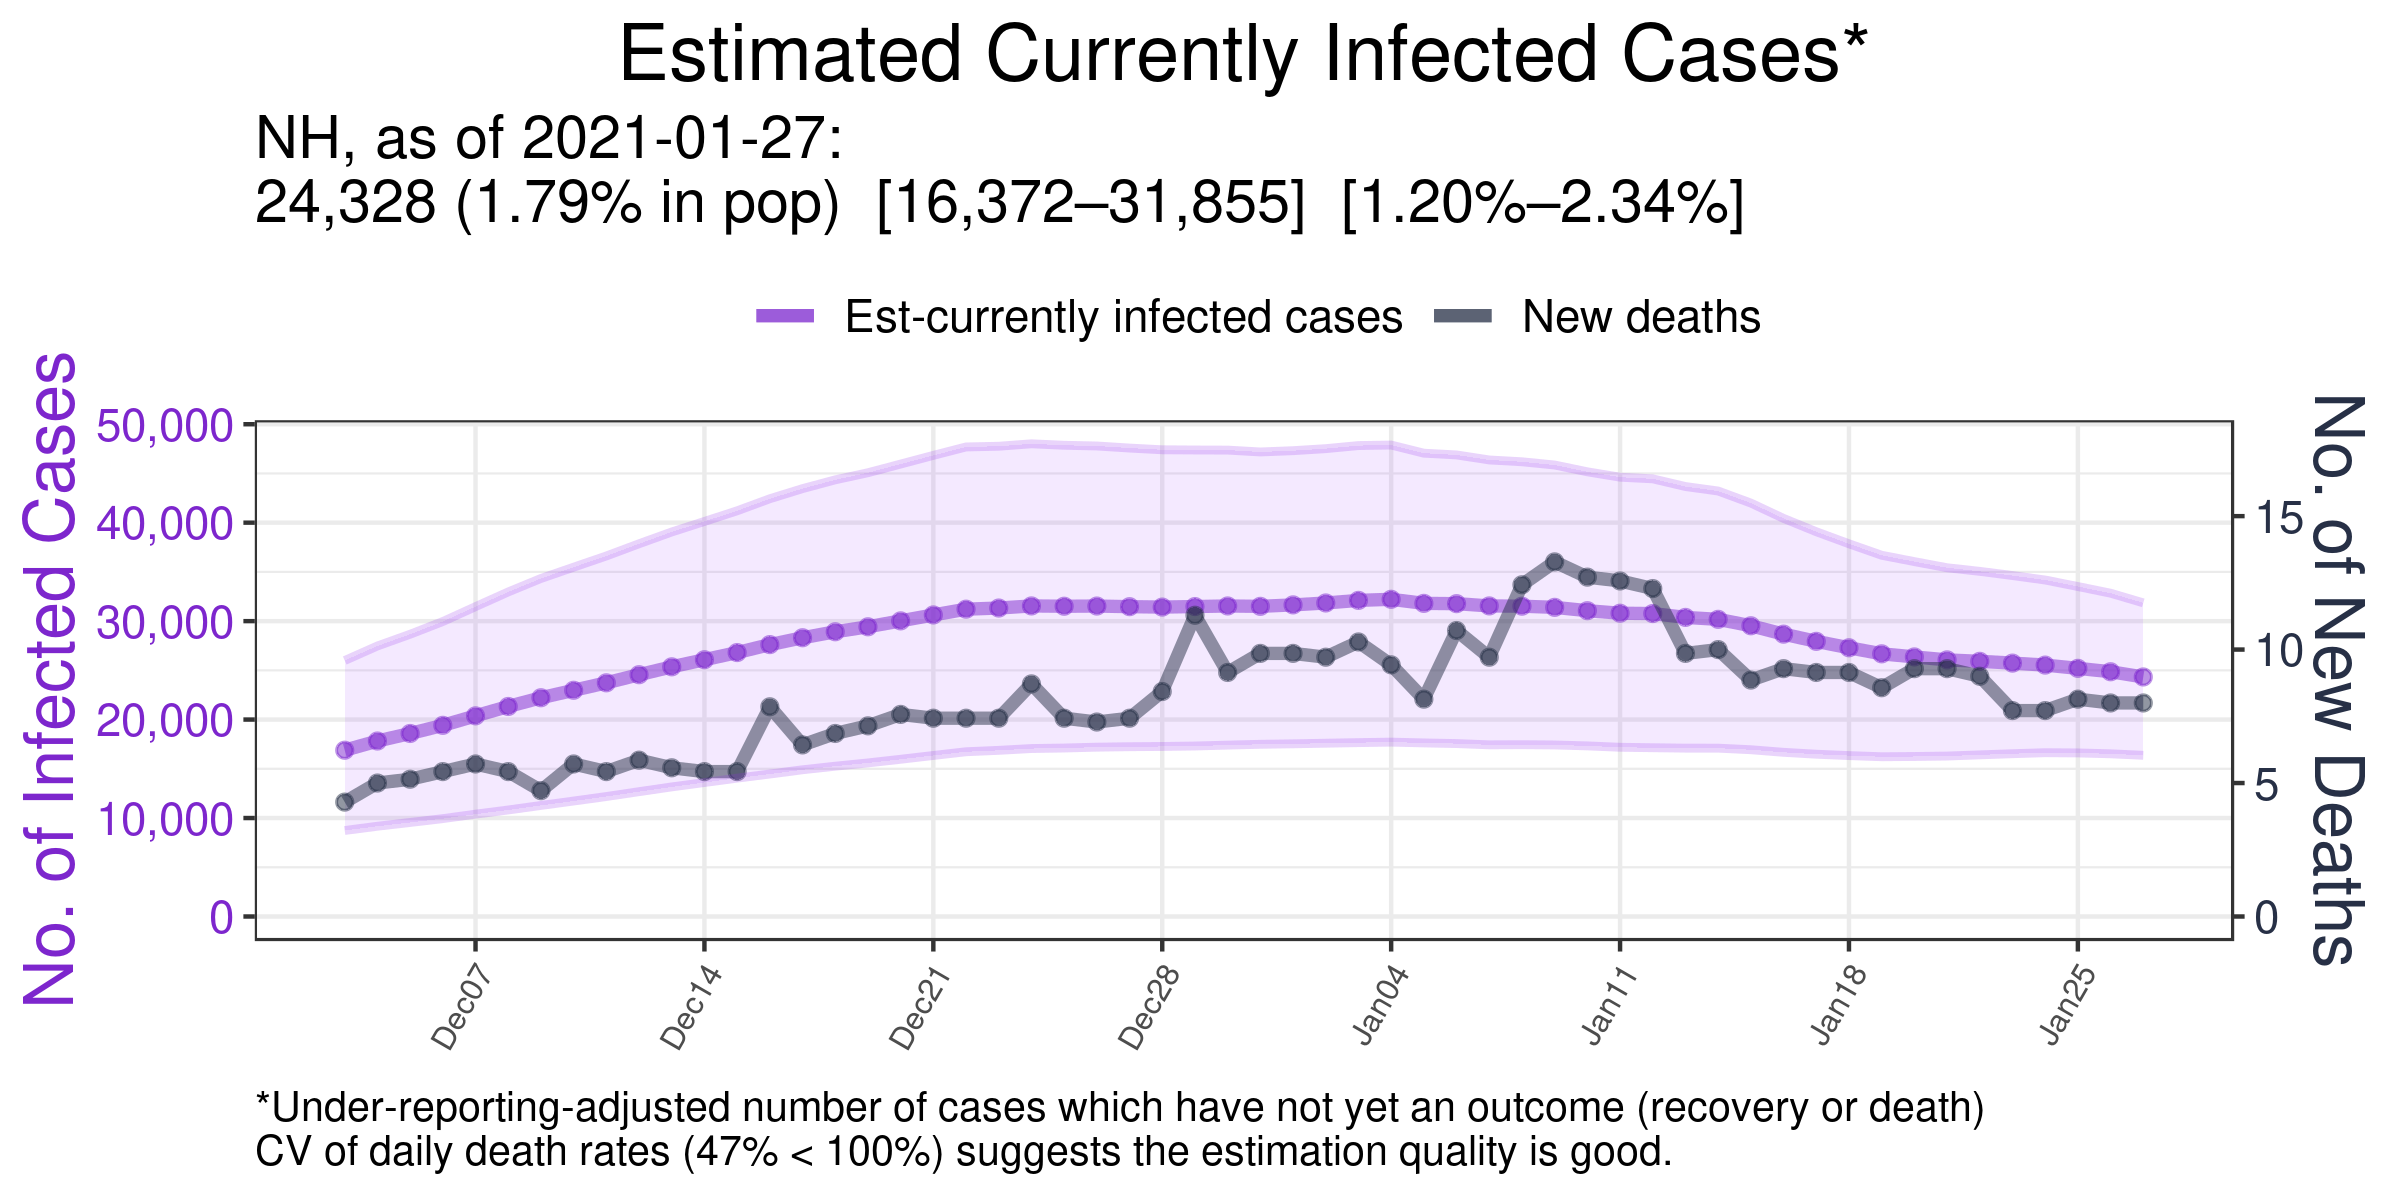 Estimated Currently Infected Cases*
NH, as of 2021-01-27:
24,328 (1.79% in pop)  [16,372–31,855]  [1.20%–2.34%]
Est-currently infected cases
New deaths
No. of Infected Cases
50,000
40,000
30,000
20,000
10,000
0
15
10
5
0
No. of New Deaths
Dec07
Dec14
Dec21
Dec28
Jan04
Jan11
Jan18
Jan25
*Under-reporting-adjusted number of cases which have not yet an outcome (recovery or death)
CV of daily death rates (47% < 100%) suggests the estimation quality is good.